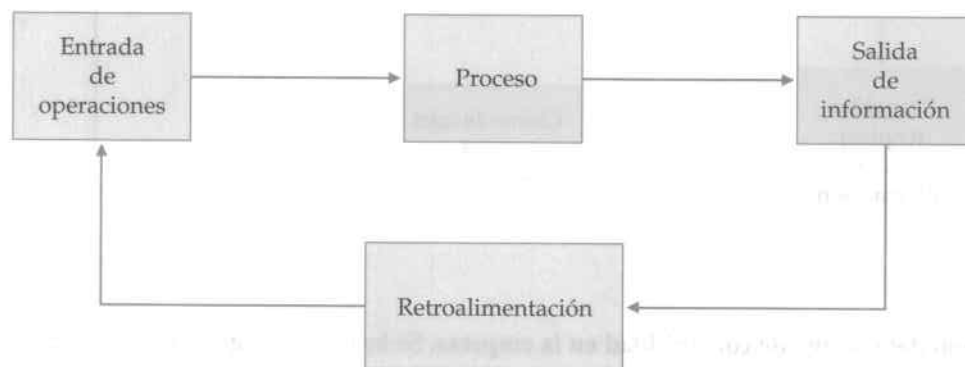 Entrada
de
operaciones
Proceso
Salida
de
información
Retroalimentación